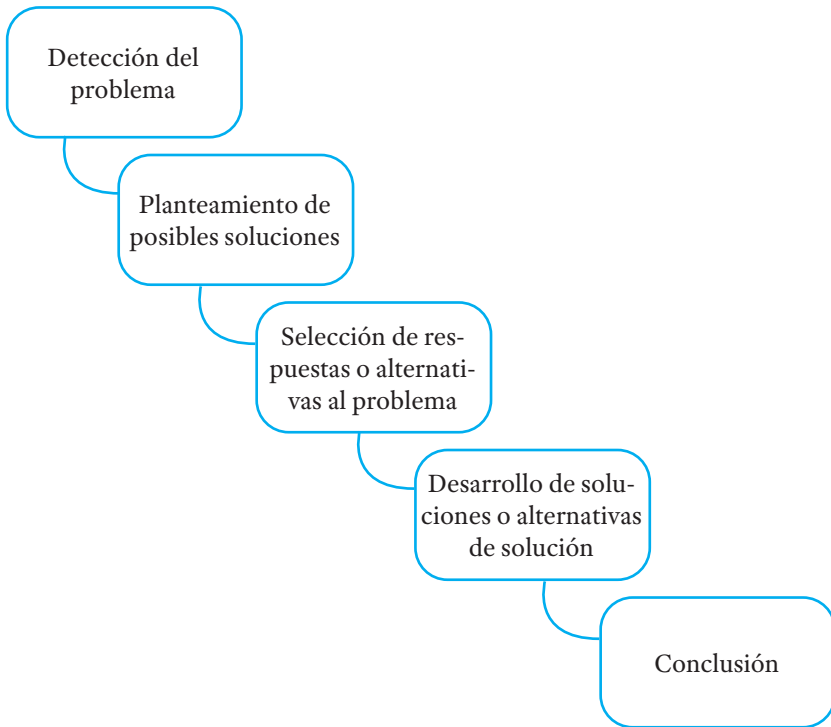 Detección del
problema
Planteamiento de
posibles soluciones
Selección de res-
puestas o alternati-
vas al problema
Desarrollo de solu-
ciones o alternativas
de solución
Conclusión